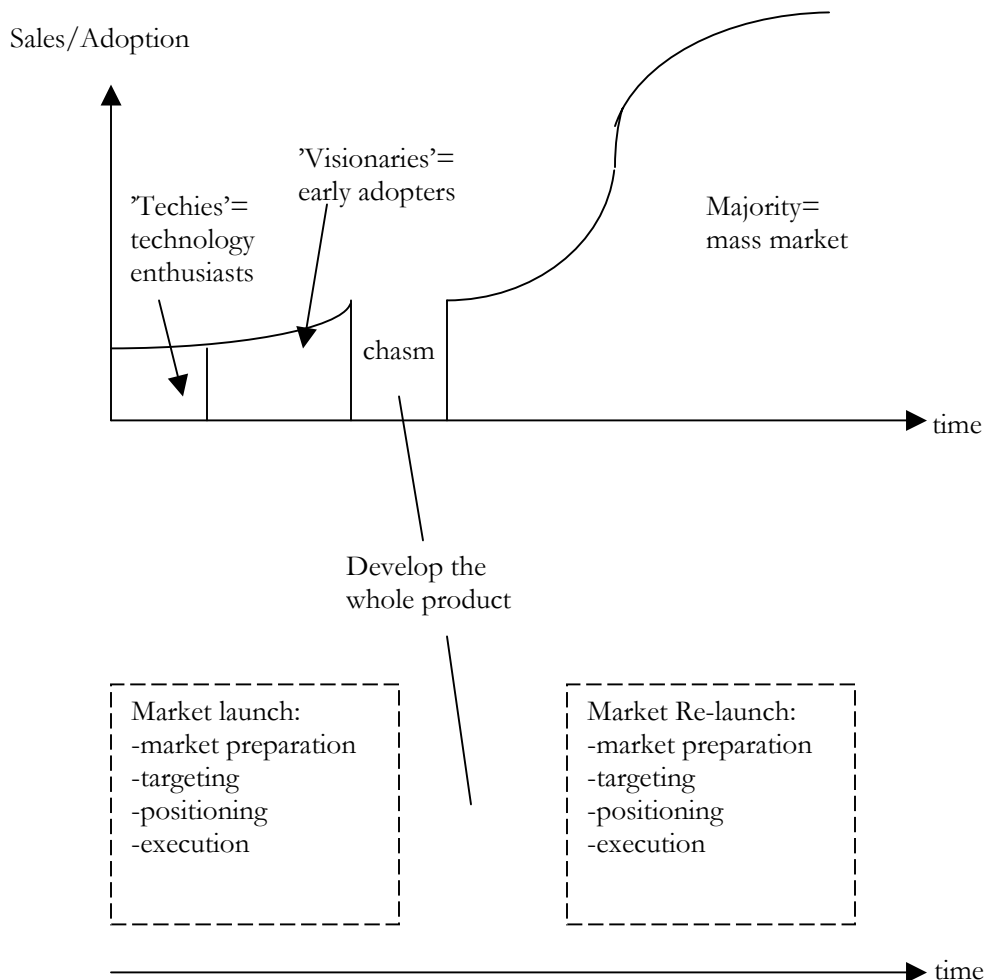 Sales/Adoption
’Visionaries’=
early adopters
’Techies’=
technology
enthusiasts
Majority=
mass market
chasm
time
Develop the
whole product
Market launch:
-market preparation
-targeting
-positioning
-execution
Market Re-launch:
-market preparation
-targeting
-positioning
-execution
time